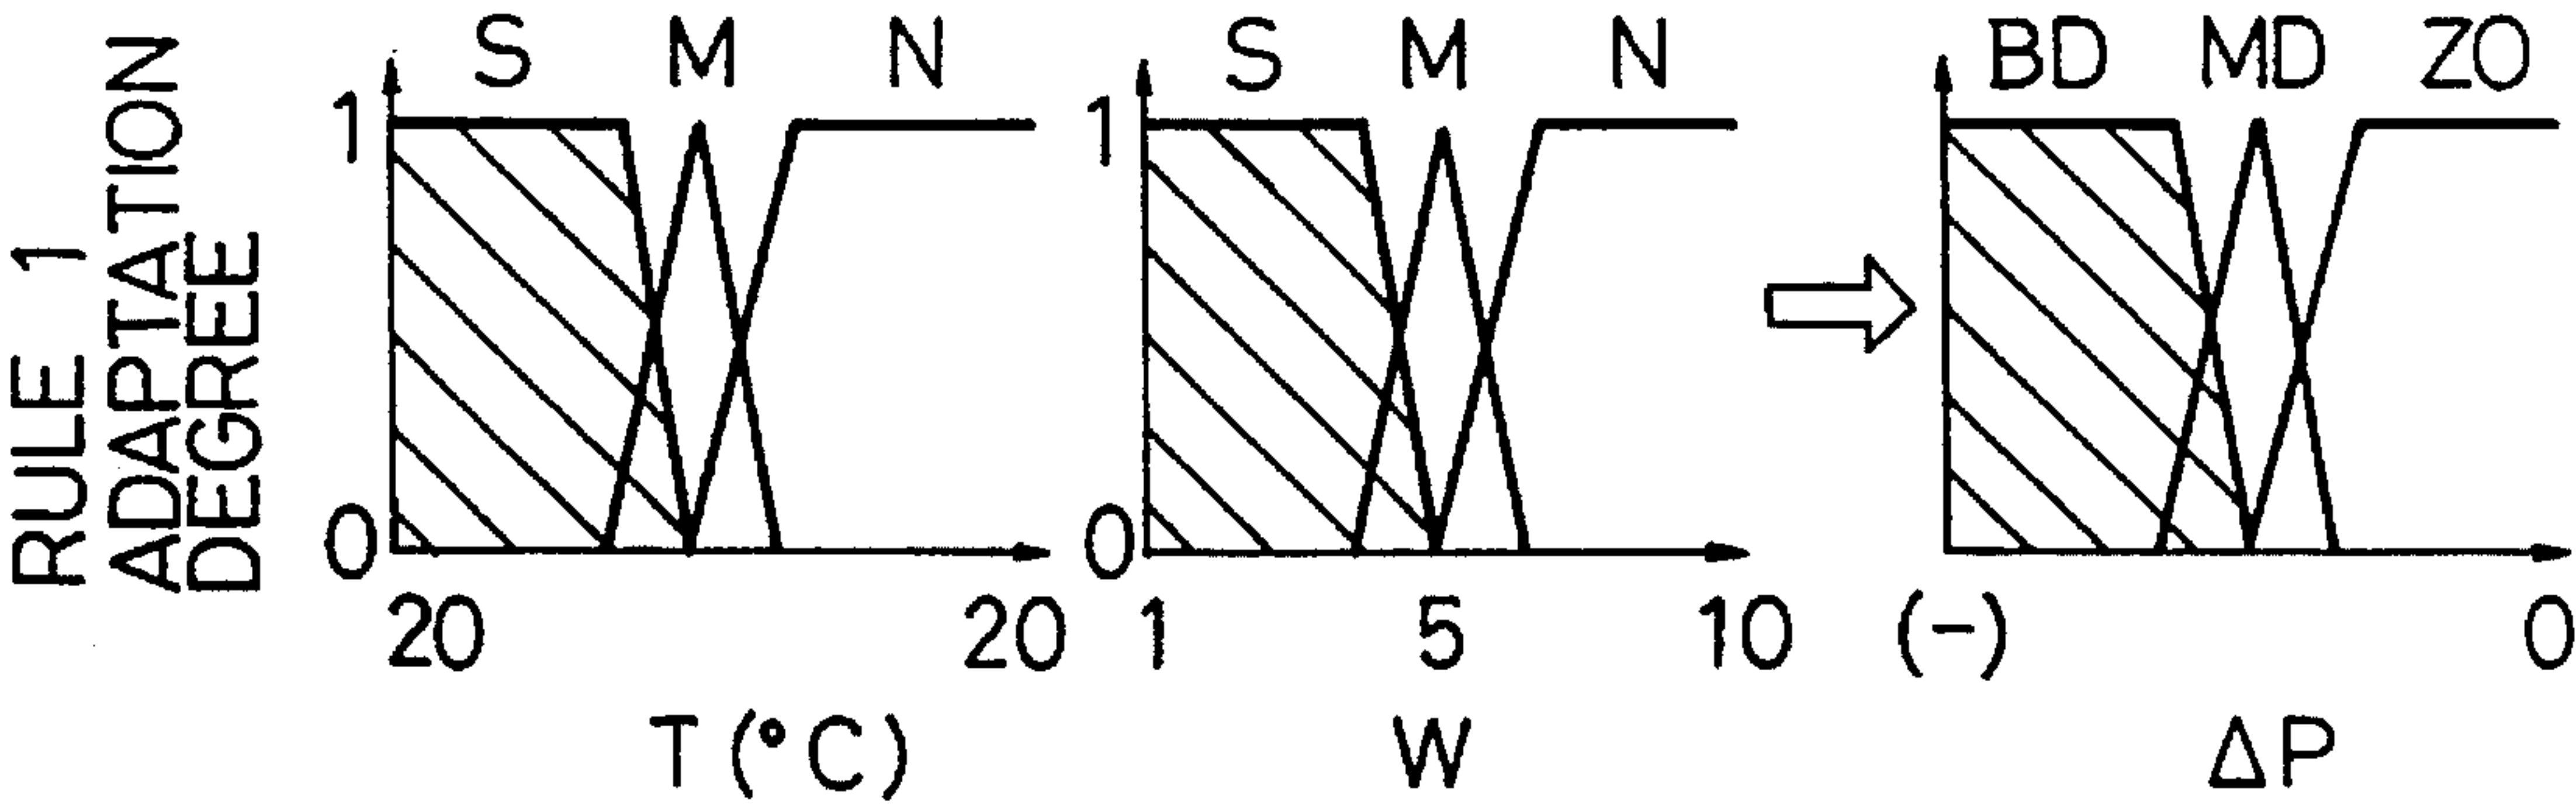 RULE 1
ADAPTATION
DEGREE
S M N
1
0
20 20
T (°C)
S M N
1
0
1 5 10
W
BD MD ZO
(-) 0
ΔP